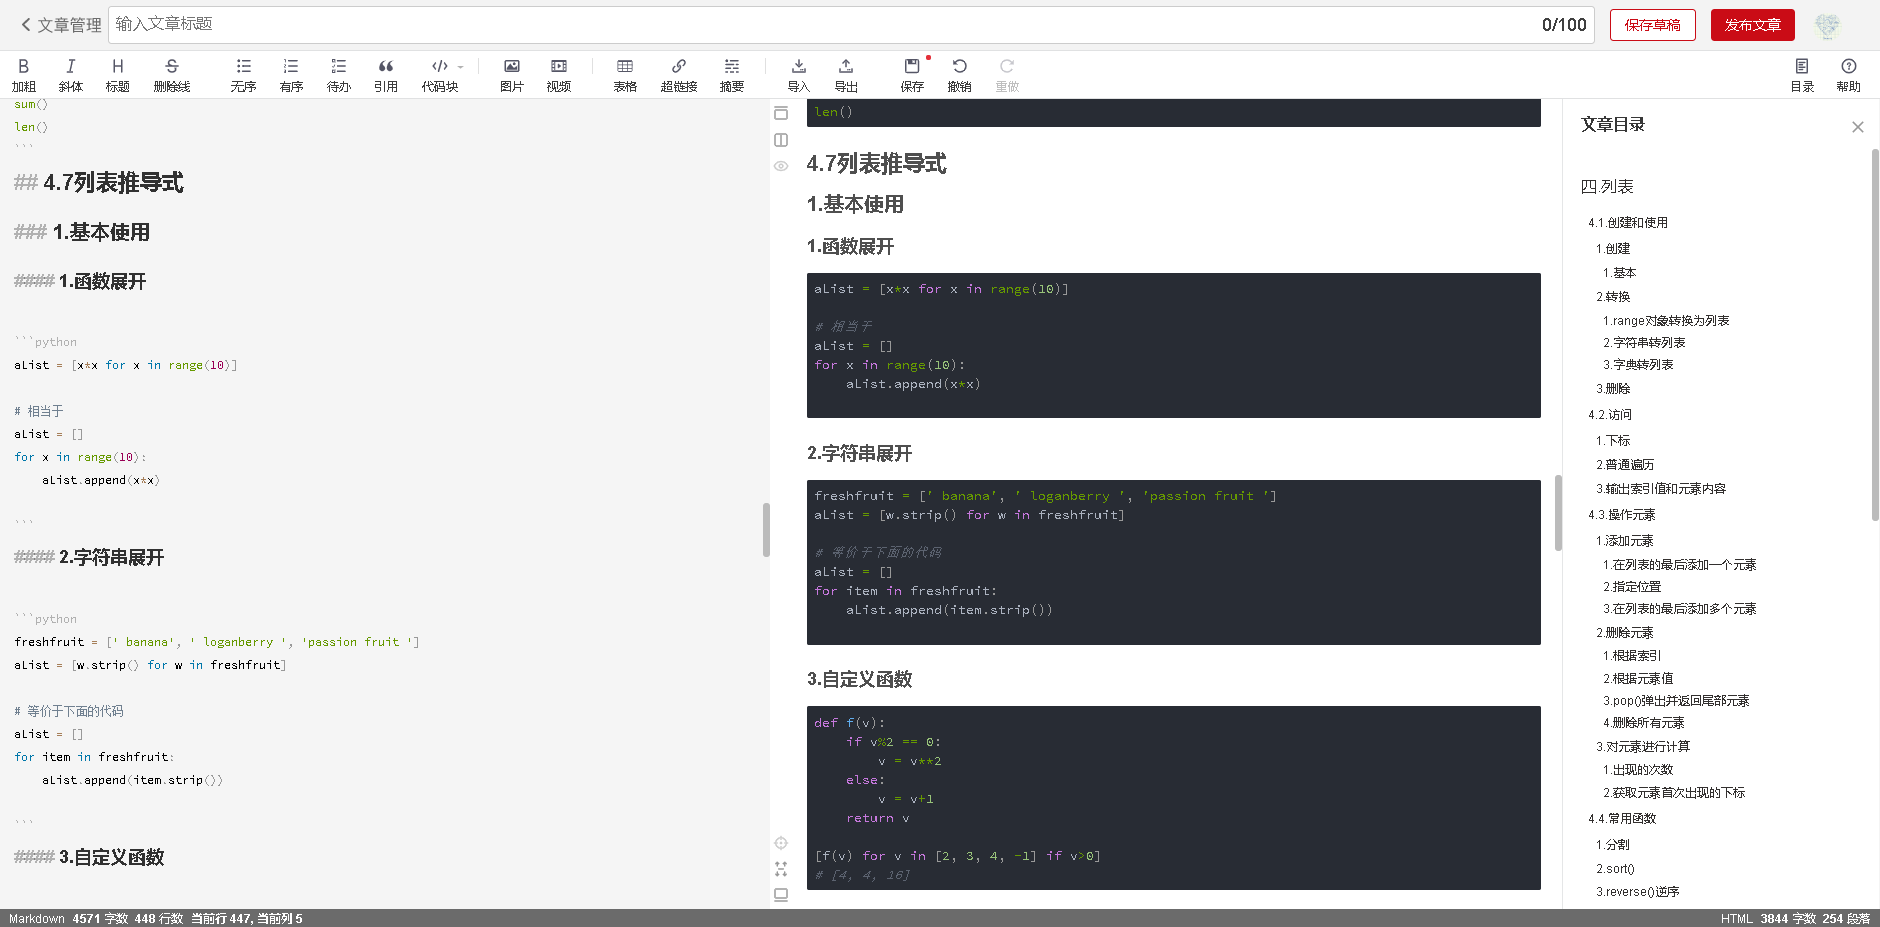 文章管理
输入文章标题
0/100
保存草稿
发布文章
加粗
斜体
标题
删除线
无序
有序
待办
引用
代码块
图片
视频
表格
超链接
摘要
导入
导出
保存
撤销
重做
目录
帮助
sum()
len()
```
## 4.7列表推导式
### 1.基本使用
#### 1.函数展开
```python
aList = [x*x for x in range(10)]
# 相当于
aList = []
for x in range(10):
    aList.append(x*x)
```
#### 2.字符串展开
```python
freshfruit = [' banana', ' loganberry ', 'passion fruit ']
aList = [w.strip() for w in freshfruit]
# 等价于下面的代码
aList = []
for item in freshfruit:
    aList.append(item.strip())
```
#### 3.自定义函数
len()
4.7列表推导式
1.基本使用
1.函数展开
aList = [x*x for x in range(10)]
# 相当于
aList = []
for x in range(10):
    aList.append(x*x)
2.字符串展开
freshfruit = [' banana', ' loganberry ', 'passion fruit ']
aList = [w.strip() for w in freshfruit]
# 等价于下面的代码
aList = []
for item in freshfruit:
    aList.append(item.strip())
3.自定义函数
def f(v):
    if v%2 == 0:
        v = v**2
    else:
        v = v+1
    return v
[f(v) for v in [2, 3, 4, -1] if v>0]
# [4, 4, 16]
文章目录
四.列表
4.1.创建和使用
1.创建
1.基本
2.转换
1.range对象转换为列表
2.字符串转列表
3.字典转列表
3.删除
4.2.访问
1.下标
2.普通遍历
3.输出索引值和元素内容
4.3.操作元素
1.添加元素
1.在列表的最后添加一个元素
2.指定位置
3.在列表的最后添加多个元素
2.删除元素
1.根据索引
2.根据元素值
3.pop()弹出并返回尾部元素
4.删除所有元素
3.对元素进行计算
1.出现的次数
2.获取元素首次出现的下标
4.4.常用函数
1.分割
2.sort()
3.reverse()逆序
Markdown 4571 字数 448 行数 当前行 447, 当前列 5
HTML 3844 字数 254 段落